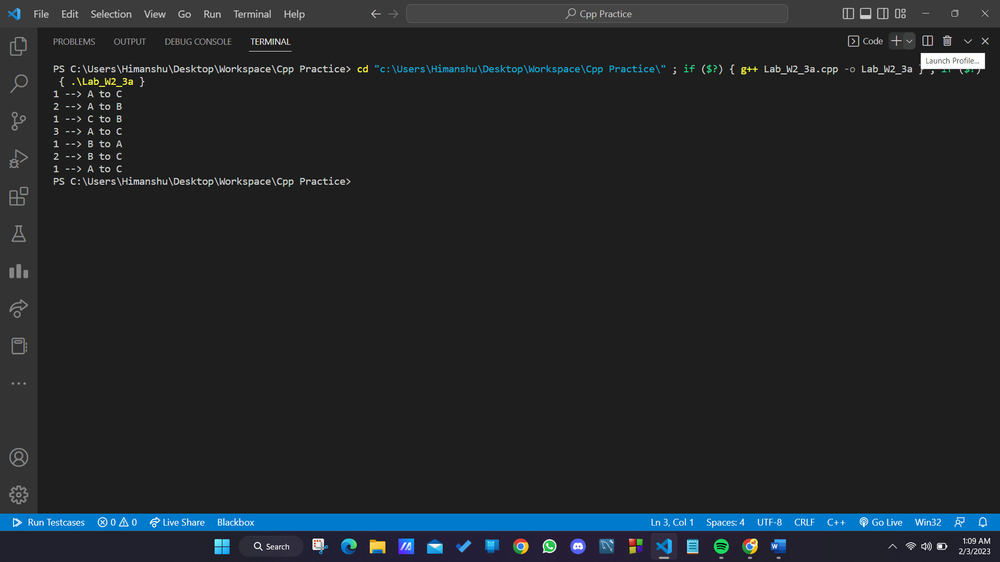 File Edit Selection View Go Run Terminal Help Cpp Practice
PROBLEMS OUTPUT DEBUG CONSOLE TERMINAL Code
Launch Profile...
PS C:\Users\Himanshu\Desktop\Workspace\Cpp Practice> cd "c:\Users\Himanshu\Desktop\Workspace\Cpp Practice\" ; if ($?) { g++ Lab_W2_3a.cpp -o Lab_W2_3a } ; if ($?)
{ .\Lab_W2_3a }
1 --> A to C
2 --> A to B
1 --> C to B
3 --> A to C
1 --> B to A
2 --> B to C
1 --> A to C
PS C:\Users\Himanshu\Desktop\Workspace\Cpp Practice>
Run Testcases 0 0 Live Share Blackbox Ln 3, Col 1 Spaces: 4 UTF-8 CRLF C++ Go Live Win32
Search
1:09 AM
2/3/2023